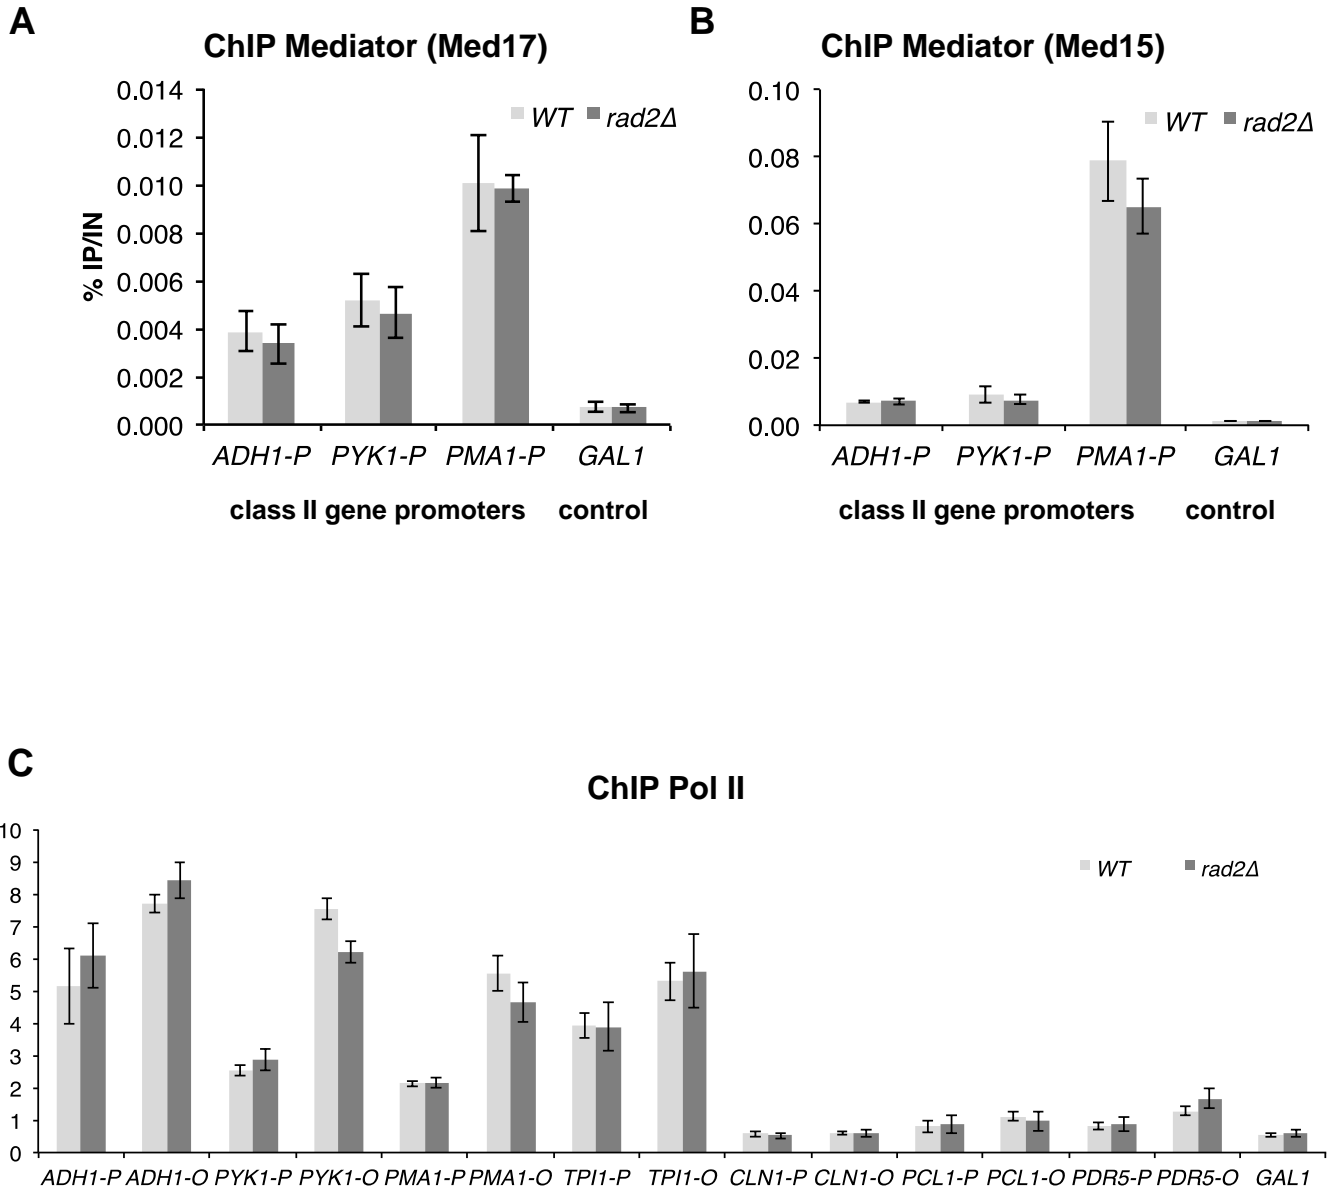 A
ChIP Mediator (Med17)
% IP/IN
0.014
0.012
0.010
0.008
0.006
0.004
0.002
0.000
WT rad2Δ
ADH1-P PYK1-P PMA1-P GAL1
class II gene promoters control
B
ChIP Mediator (Med15)
0.10
0.08
0.06
0.04
0.02
0.00
WT rad2Δ
ADH1-P PYK1-P PMA1-P GAL1
class II gene promoters control
C
ChIP Pol II
10
9
8
7
6
5
4
3
2
1
0
WT rad2Δ
ADH1-P ADH1-O PYK1-P PYK1-O PMA1-P PMA1-O TPI1-P TPI1-O CLN1-P CLN1-O PCL1-P PCL1-O PDR5-P PDR5-O GAL1